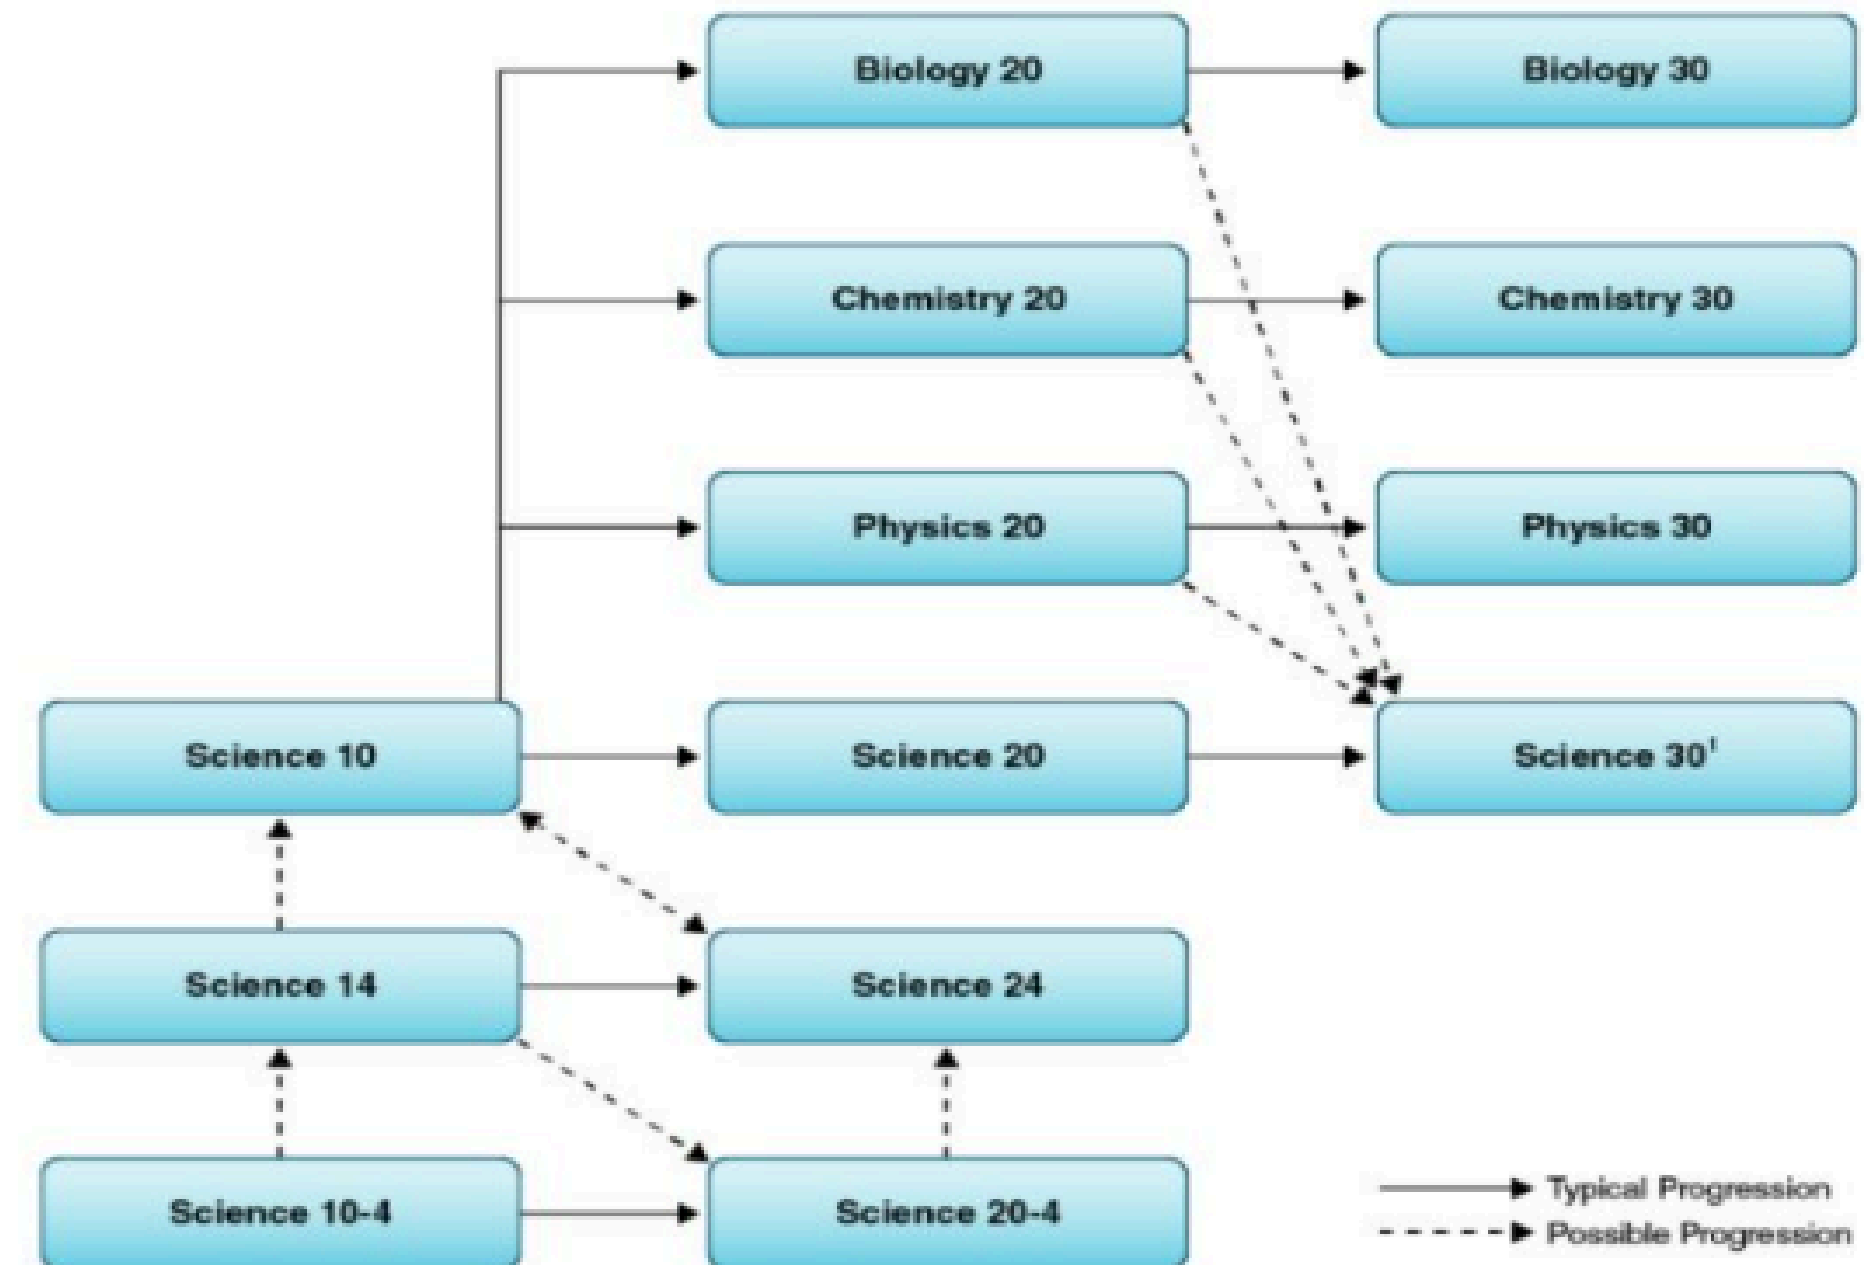 Biology 20
Biology 30
Chemistry 20
Chemistry 30
Physics 20
Physics 30
Science 10
Science 20
Science 30¹
Science 14
Science 24
Science 10-4
Science 20-4
Typical Progression
Possible Progression